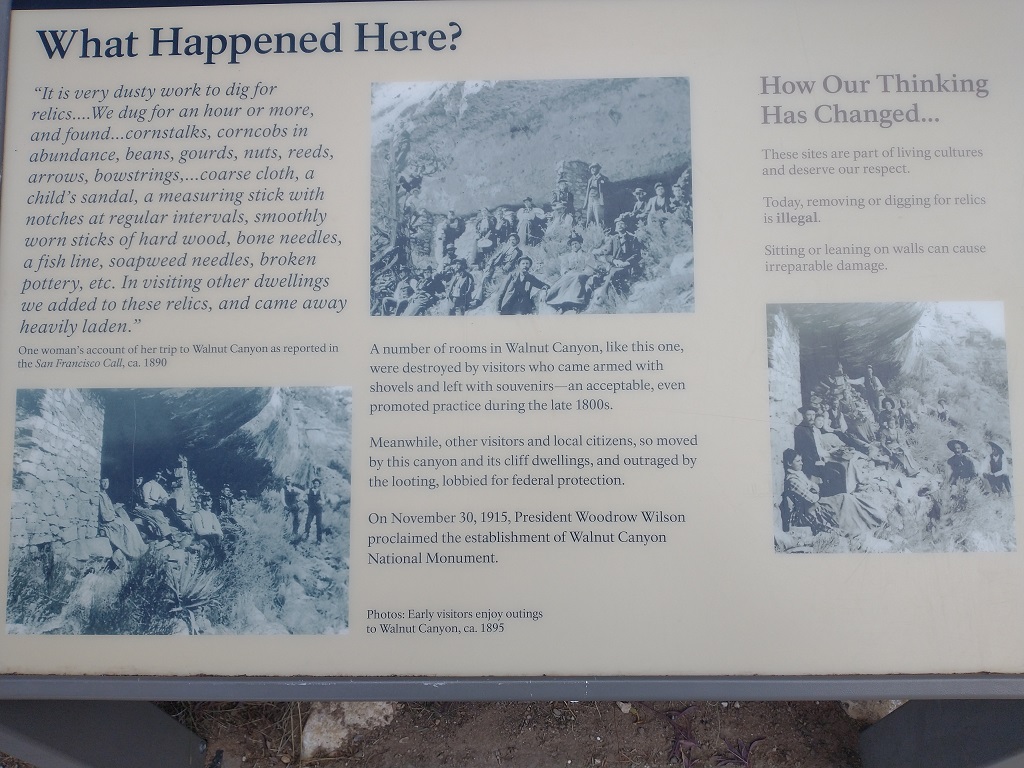 What Happened Here?
"It is very dusty work to dig for
relics....We dug for an hour or more,
and found...cornstalks, corncobs in
abundance, beans, gourds, nuts, reeds,
arrows, bowstrings,...coarse cloth, a
child's sandal, a measuring stick with
notches at regular intervals, smoothly
worn sticks of hard wood, bone needles,
a fish line, soapweed needles, broken
pottery, etc. In visiting other dwellings
we added to these relics, and came away
heavily laden."
One woman's account of her trip to Walnut Canyon as reported in
the San Francisco Call, ca. 1890
A number of rooms in Walnut Canyon, like this one,
were destroyed by visitors who came armed with
shovels and left with souvenirs—an acceptable, even
promoted practice during the late 1800s.
Meanwhile, other visitors and local citizens, so moved
by this canyon and its cliff dwellings, and outraged by
the looting, lobbied for federal protection.
On November 30, 1915, President Woodrow Wilson
proclaimed the establishment of Walnut Canyon
National Monument.
Photos: Early visitors enjoy outings
to Walnut Canyon, ca. 1895
How Our Thinking
Has Changed...
These sites are part of living cultures
and deserve our respect.
Today, removing or digging for relics
is illegal.
Sitting or leaning on walls can cause
irreparable damage.